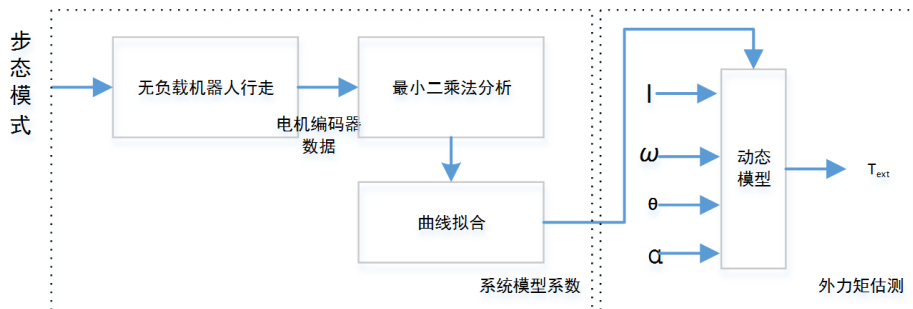 步态模式
无负载机器人行走
电机编码器
数据
最小二乘法分析
曲线拟合
系统模型系数
I
ω
θ
α
动态
模型
Text
外力矩估测